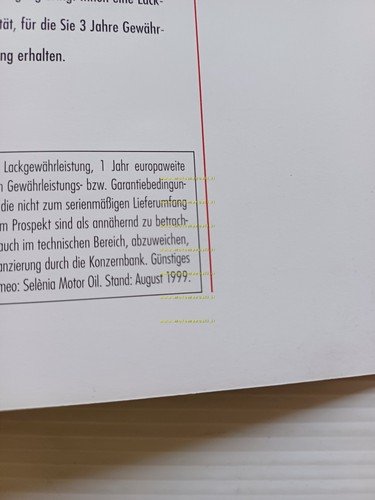 tät, für die Sie 3 Jahre Gewähr-
ng erhalten.
Lackgewährleistung, 1 Jahr europaweite
n Gewährleistungs- bzw. Garantiebedingun-
die nicht zum serienmäßigen Lieferumfang
m Prospekt sind als annähernd zu betrach-
auch im technischen Bereich, abzuweichen,
anzierung durch die Konzernbank. Günstiges
meo: Selènia Motor Oil. Stand: August 1999.